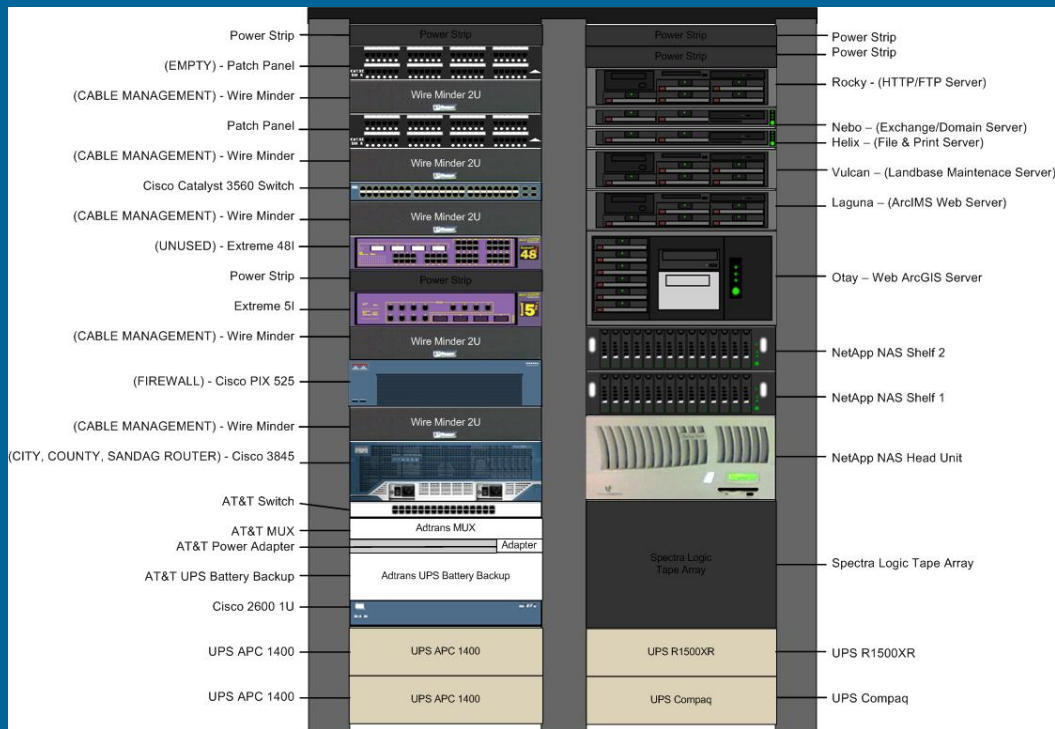 Power Strip
(EMPTY) - Patch Panel
(CABLE MANAGEMENT) - Wire Minder
Patch Panel
(CABLE MANAGEMENT) - Wire Minder
Cisco Catalyst 3560 Switch
(CABLE MANAGEMENT) - Wire Minder
(UNUSED) - Extreme 48I
Power Strip
Extreme 5I
(CABLE MANAGEMENT) - Wire Minder
(FIREWALL) - Cisco PIX 525
(CABLE MANAGEMENT) - Wire Minder
(CITY, COUNTY, SANDAG ROUTER) - Cisco 3845
AT&T Switch
AT&T MUX
AT&T Power Adapter
AT&T UPS Battery Backup
Cisco 2600 1U
UPS APC 1400
UPS APC 1400
Power Strip
Wire Minder 2U
Wire Minder 2U
Wire Minder 2U
48
Power Strip
5
Wire Minder 2U
Wire Minder 2U
Adtrans MUX
Adapter
Adtrans UPS Battery Backup
UPS APC 1400
UPS APC 1400
Power Strip
Power Strip
Spectra Logic
Tape Array
UPS R1500XR
UPS Compaq
Power Strip
Power Strip
Rocky - (HTTP/FTP Server)
Nebo – (Exchange/Domain Server)
Helix – (File & Print Server)
Vulcan – (Landbase Maintenace Server)
Laguna – (ArcIMS Web Server)
Otay – Web ArcGIS Server
NetApp NAS Shelf 2
NetApp NAS Shelf 1
NetApp NAS Head Unit
Spectra Logic Tape Array
UPS R1500XR
UPS Compaq